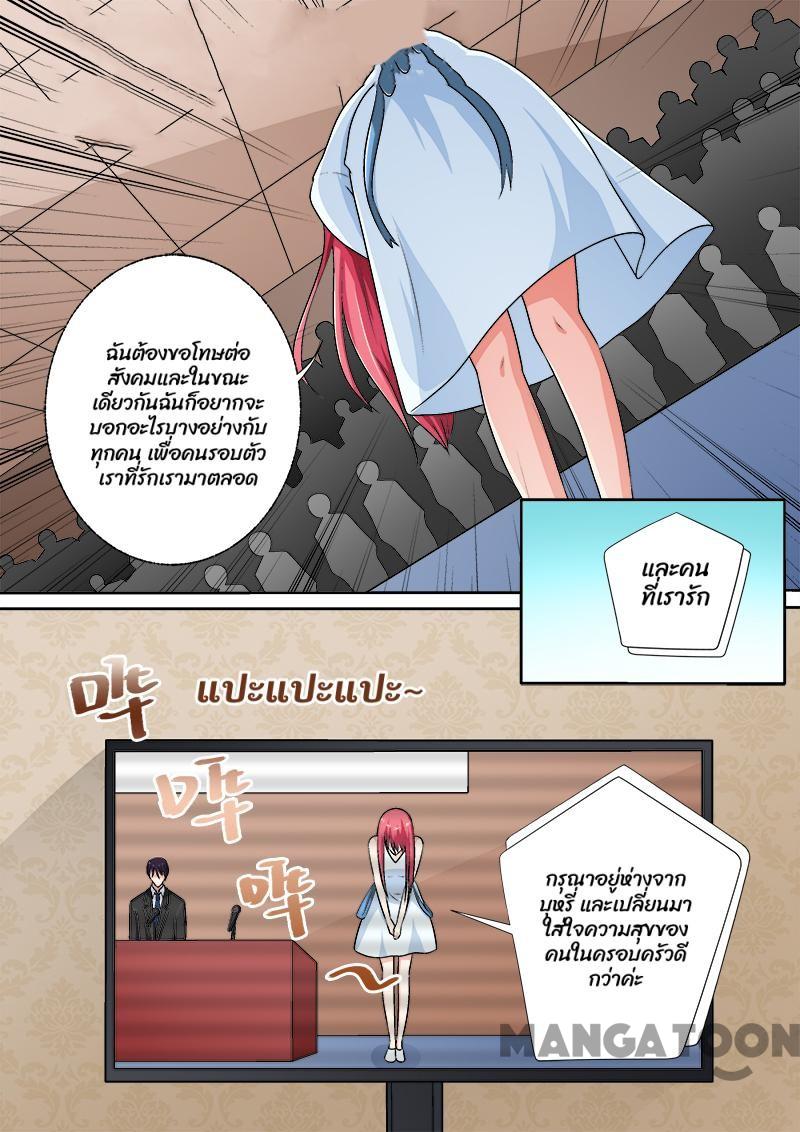 ฉันต้องขอโทษต่อ
สังคมและในขณะ
เดียวกันฉันก็อยากจะ
บอกอะไรบางอย่างกับ
ทุกคน เพื่อคนรอบตัว
เราที่รักเรามาตลอด
และคน
ที่เรารัก
哗 แปะแปะแปะ~
哗
哗
กรุณาอยู่ห่างจาก
บุหรี่ และเปลี่ยนมา
ใส่ใจความสุขของ
คนในครอบครัวดี
กว่าค่ะ
MANGATOON